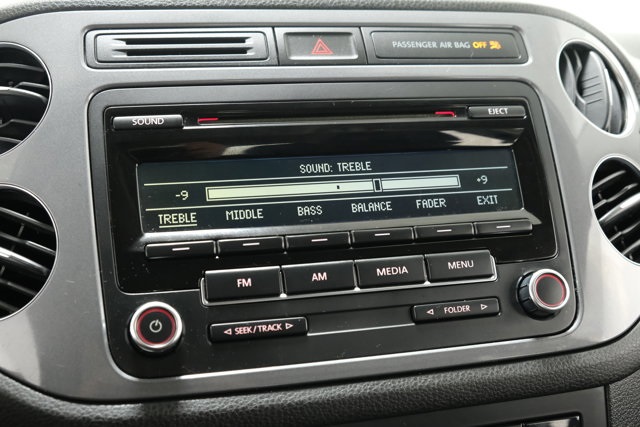 PASSENGER AIR BAG OFF
SOUND
EJECT
SOUND: TREBLE
-9 +9
TREBLE MIDDLE BASS BALANCE FADER EXIT
FM AM MEDIA MENU
SEEK/TRACK FOLDER